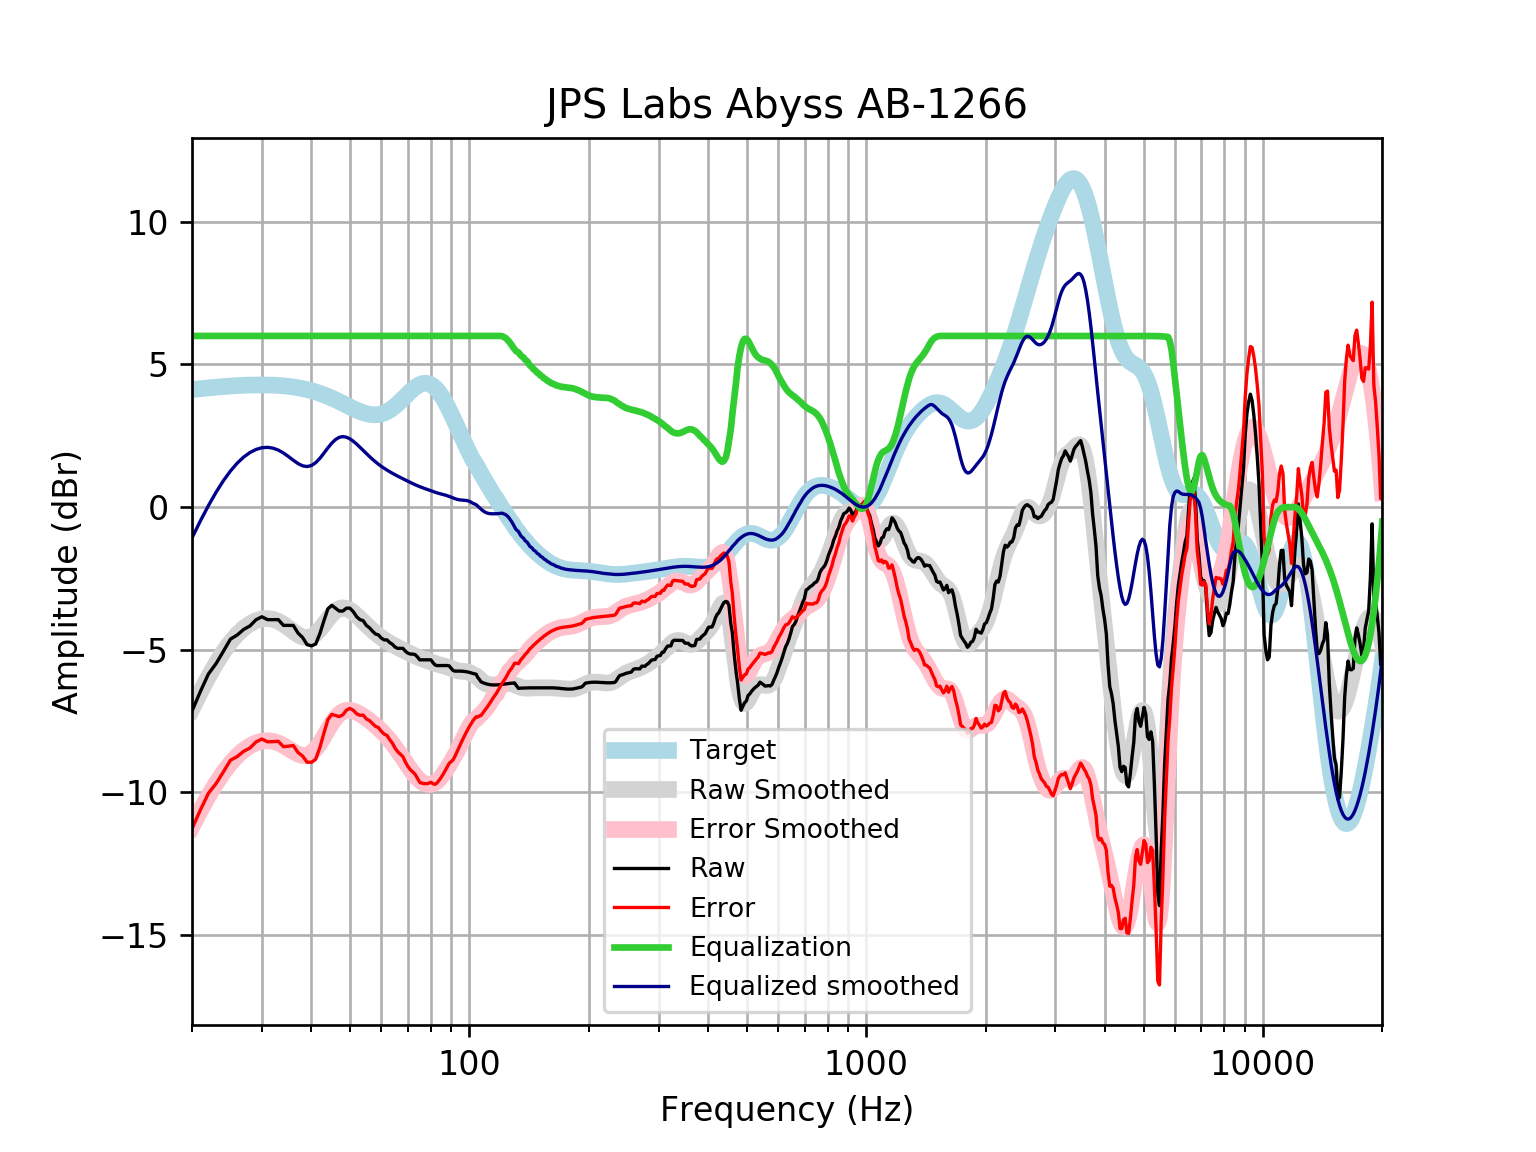 JPS Labs Abyss AB-1266
10
5
0
−5
−10
−15
Amplitude (dBr)
Target
Raw Smoothed
Error Smoothed
Raw
Error
Equalization
Equalized smoothed
100 1000 10000
Frequency (Hz)